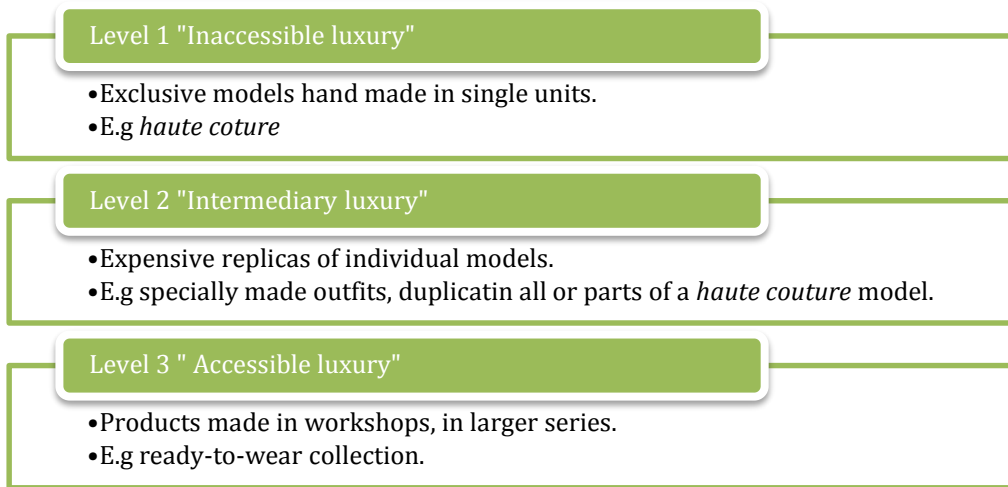 Level 1 "Inaccessible luxury"
•Exclusive models hand made in single units.
•E.g haute coture
Level 2 "Intermediary luxury"
•Expensive replicas of individual models.
•E.g specially made outfits, duplicatin all or parts of a haute couture model.
Level 3 " Accessible luxury"
•Products made in workshops, in larger series.
•E.g ready-to-wear collection.